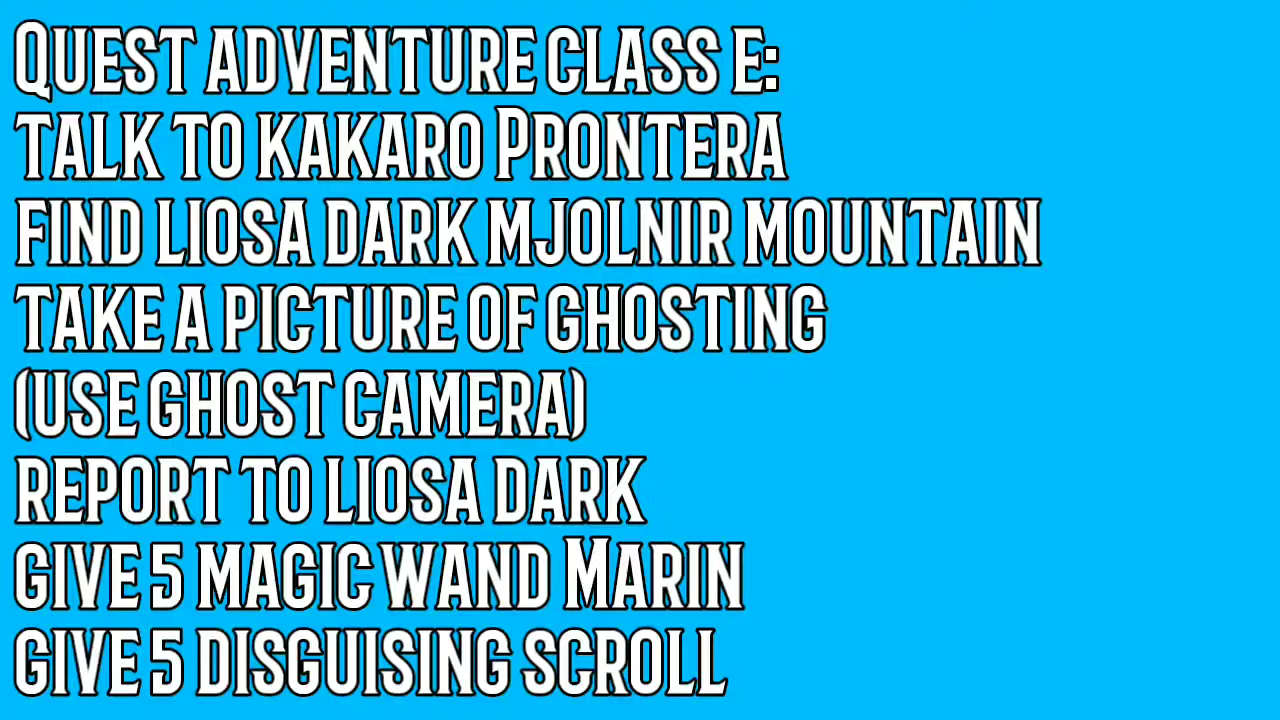 Quest adventure class E:
talk to kakaro Prontera
find liosa dark mjolnir mountain
take a picture of ghosting
(use ghost camera)
report to liosa dark
give 5 magic wand Marin
give 5 disguising scroll